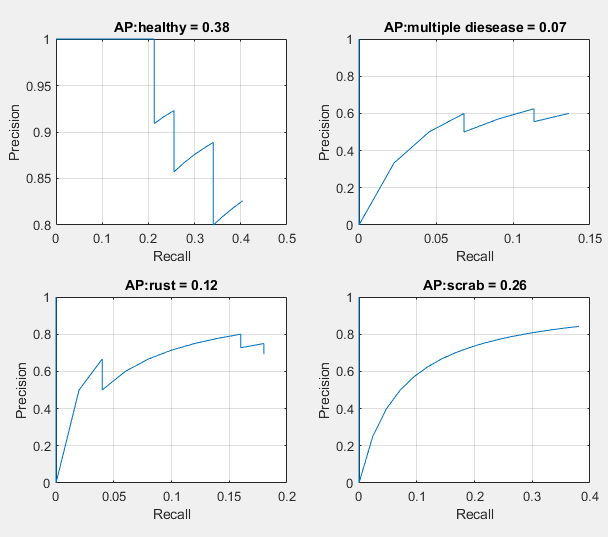 AP:healthy = 0.38
1
0.95
0.9
0.85
0.8
Precision
0 0.1 0.2 0.3 0.4 0.5
Recall
AP:multiple diesease = 0.07
1
0.8
0.6
0.4
0.2
0
Precision
0 0.05 0.1 0.15
Recall
AP:rust = 0.12
1
0.8
0.6
0.4
0.2
0
Precision
0 0.05 0.1 0.15 0.2
Recall
AP:scrab = 0.26
1
0.8
0.6
0.4
0.2
0
Precision
0 0.1 0.2 0.3 0.4
Recall